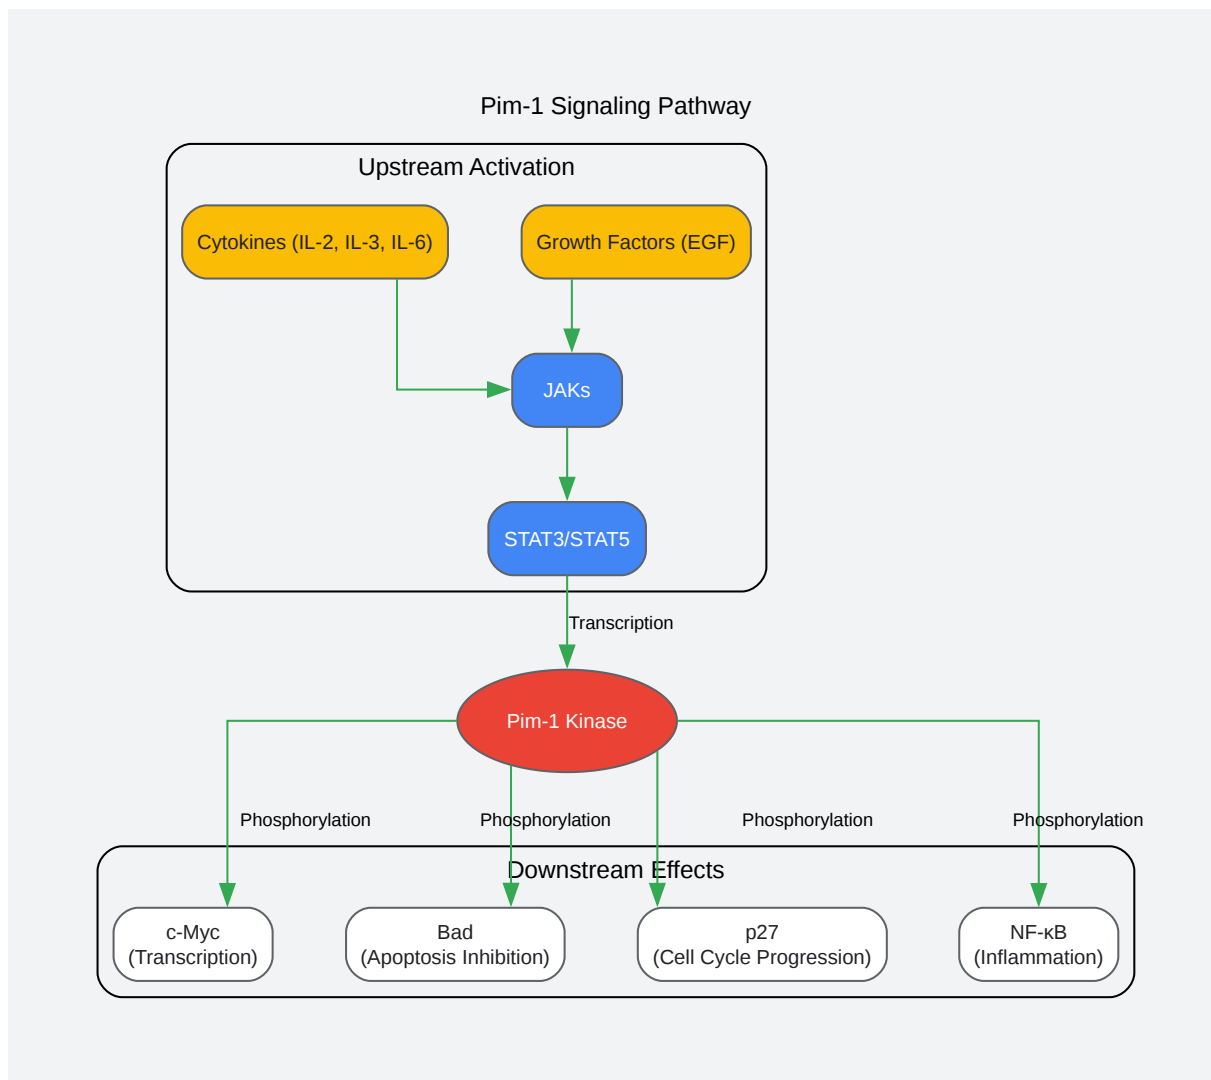 Pim-1 Signaling Pathway
Upstream Activation
Cytokines (IL-2, IL-3, IL-6)
Growth Factors (EGF)
JAKs
STAT3/STAT5
Transcription
Pim-1 Kinase
Phosphorylation
Phosphorylation
Phosphorylation
Phosphorylation
Downstream Effects
c-Myc
(Transcription)
Bad
(Apoptosis Inhibition)
p27
(Cell Cycle Progression)
NF-κB
(Inflammation)